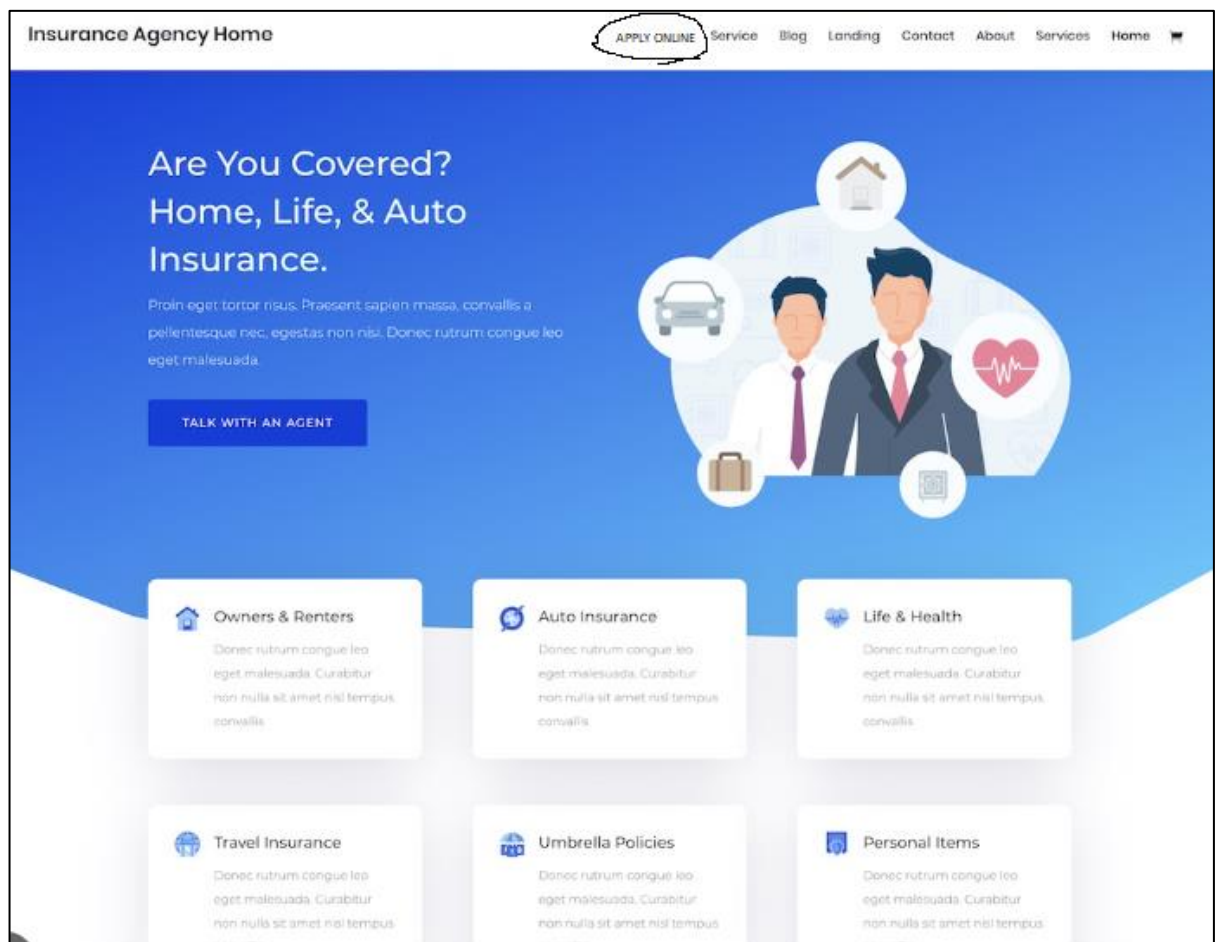 Insurance Agency Home
APPLY ONLINE Service Blog Landing Contact About Services Home
Are You Covered?
Home, Life, & Auto
Insurance.
Proin eget tortor risus. Praesent sapien massa, convallis a
pellentesque nec, egestas non nisi. Donec rutrum congue leo
eget malesuada.
TALK WITH AN AGENT
Owners & Renters
Donec rutrum congue leo
eget malesuada. Curabitur
non nulla sit amet nisl tempus
convallis
Auto Insurance
Donec rutrum congue leo
eget malesuada. Curabitur
non nulla sit amet nisl tempus
convallis
Life & Health
Donec rutrum congue leo
eget malesuada. Curabitur
non nulla sit amet nisl tempus
convallis
Travel Insurance
Donec rutrum congue leo
eget malesuada. Curabitur
non nulla sit amet nisl tempus
Umbrella Policies
Donec rutrum congue leo
eget malesuada. Curabitur
non nulla sit amet nisl tempus
Personal Items
Donec rutrum congue leo
eget malesuada. Curabitur
non nulla sit amet nisl tempus